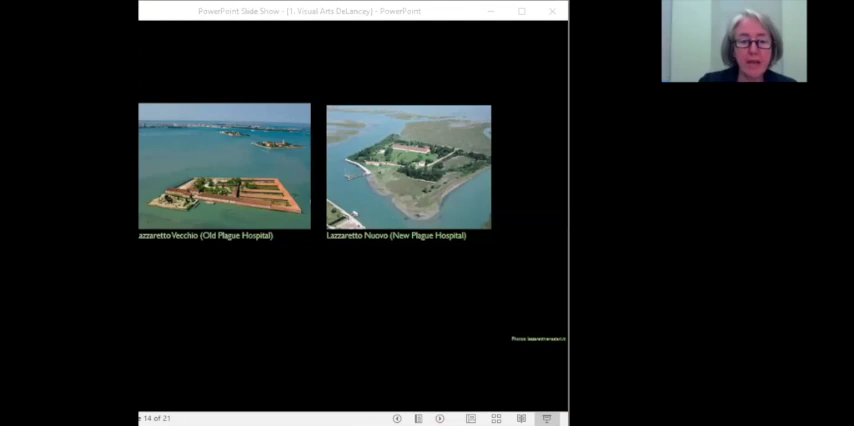 PowerPoint Slide Show - [1. Visual Arts DeLancey] - PowerPoint
azzaretto Vecchio (Old Plague Hospital)
Lazzaretto Nuovo (New Plague Hospital)
e 14 of 21